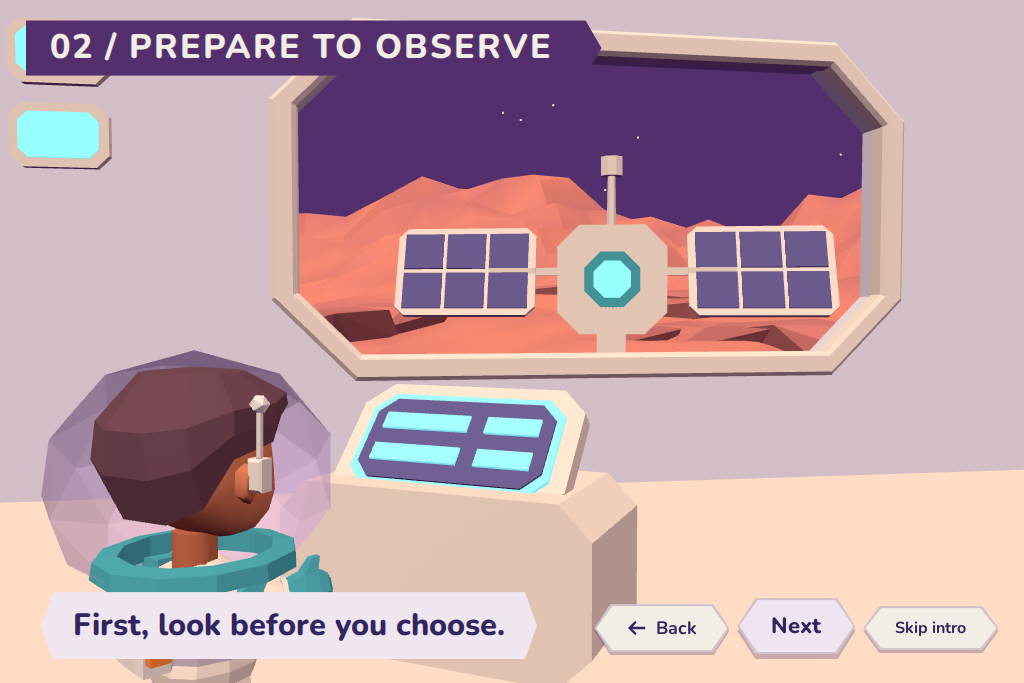 02 / PREPARE TO OBSERVE
First, look before you choose.
← Back
Next
Skip intro